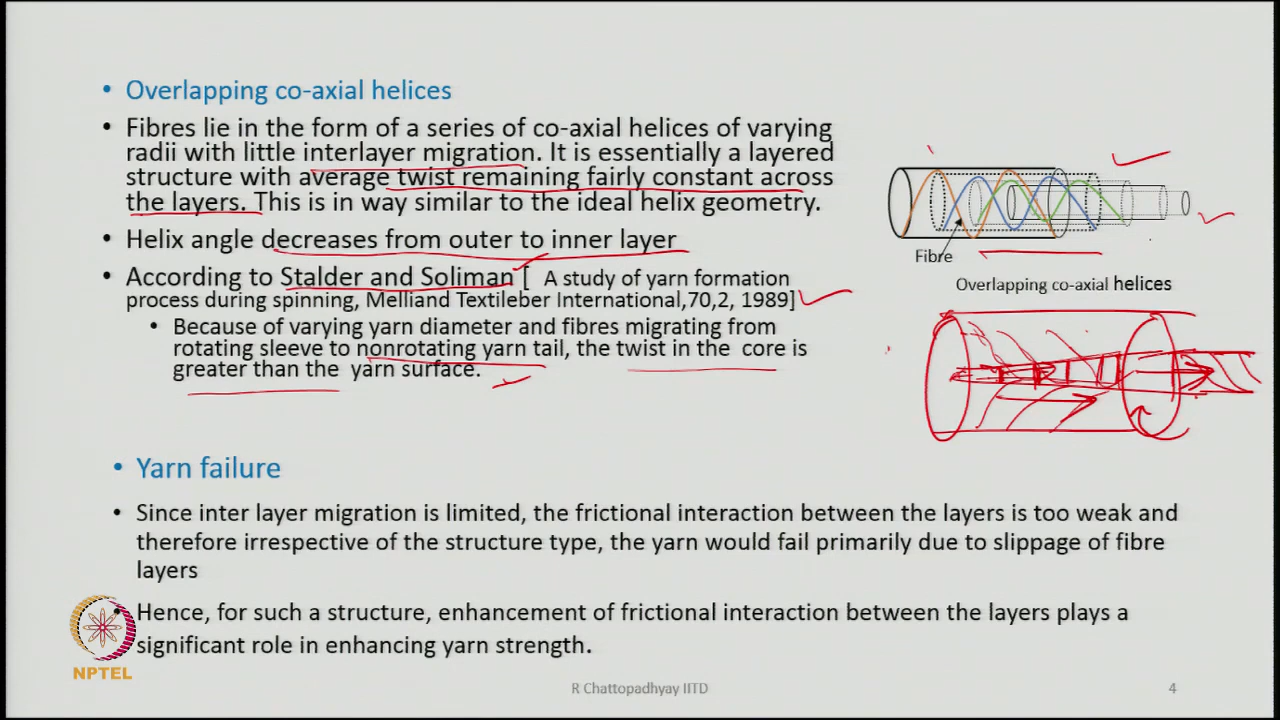 Overlapping co-axial helices
Fibres lie in the form of a series of co-axial helices of varying
radii with little interlayer migration. It is essentially a layered
structure with average twist remaining fairly constant across
the layers. This is in way similar to the ideal helix geometry.
Helix angle decreases from outer to inner layer
According to Stalder and Soliman [ A study of yarn formation
process during spinning, Melliand Textileber International,70,2, 1989]
Because of varying yarn diameter and fibres migrating from
rotating sleeve to nonrotating yarn tail, the twist in the core is
greater than the yarn surface.
Fibre
Overlapping co-axial helices
Yarn failure
Since inter layer migration is limited, the frictional interaction between the layers is too weak and
therefore irrespective of the structure type, the yarn would fail primarily due to slippage of fibre
layers
Hence, for such a structure, enhancement of frictional interaction between the layers plays a
significant role in enhancing yarn strength.
NPTEL
R Chattopadhyay IITD
4